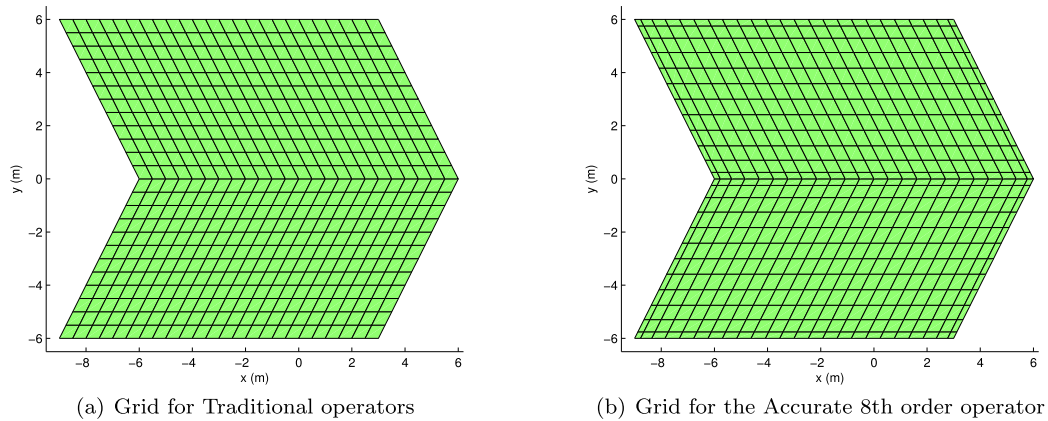 6
4
2
0
−2
−4
−6
y (m)
−8 −6 −4 −2 0 2 4 6
x (m)
(a) Grid for Traditional operators
6
4
2
0
−2
−4
−6
y (m)
−8 −6 −4 −2 0 2 4 6
x (m)
(b) Grid for the Accurate 8th order operator